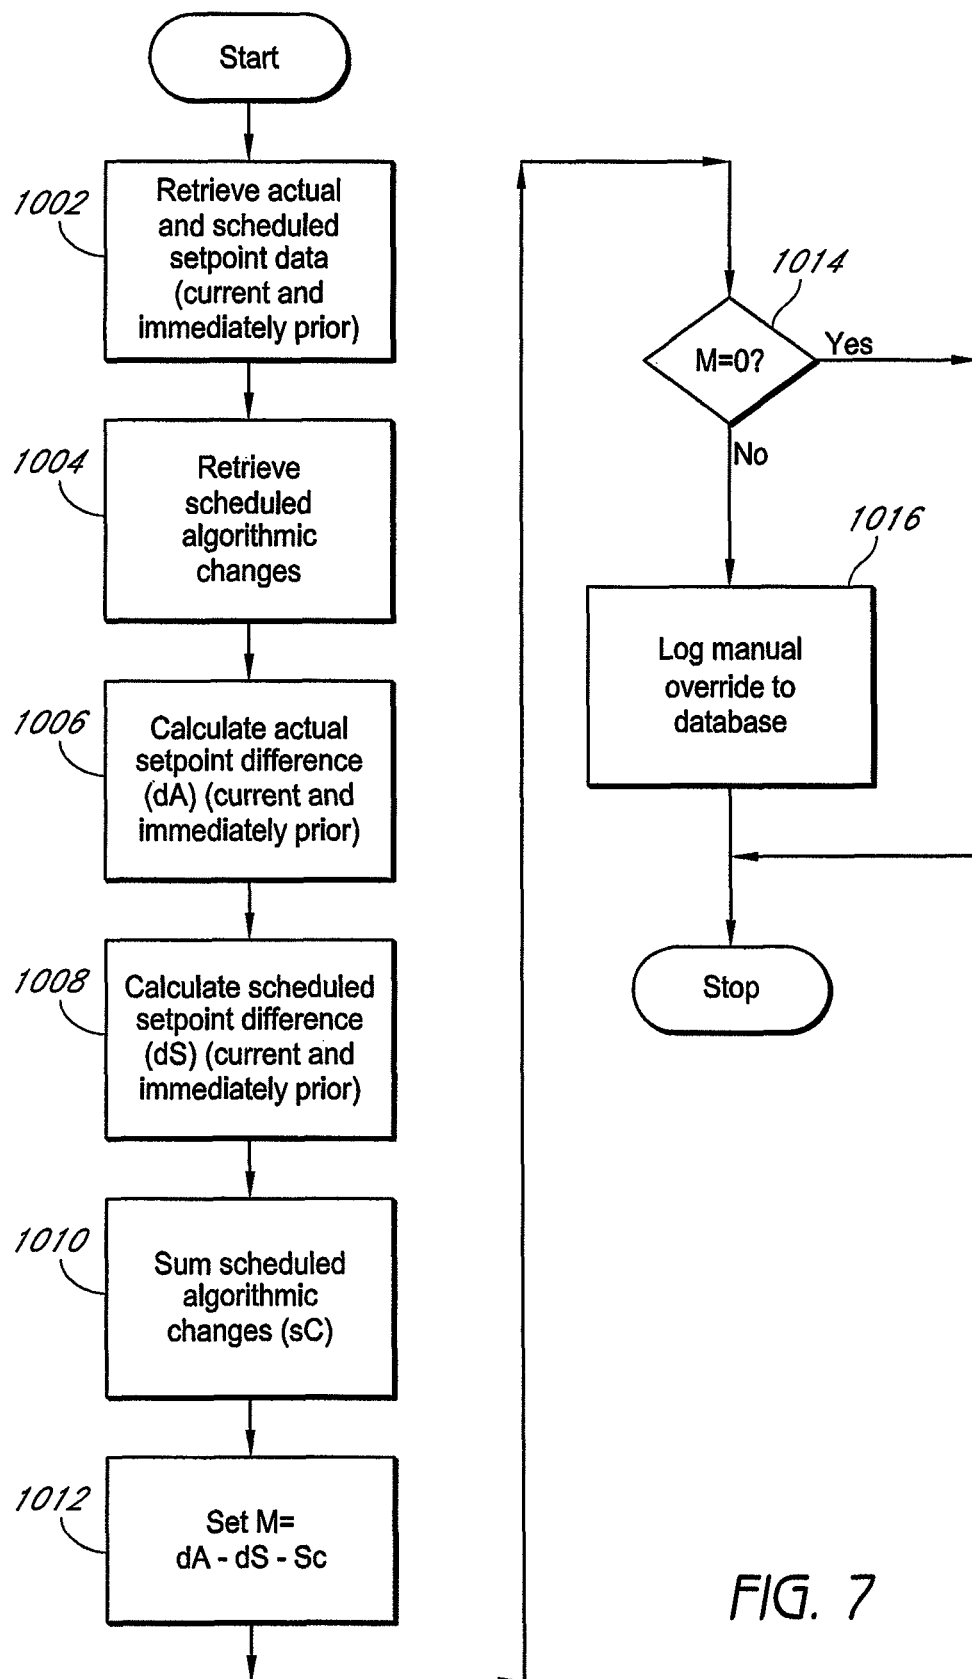 Start
1002
Retrieve actual
and scheduled
setpoint data
(current and
immediately prior)
1004
Retrieve
scheduled
algorithmic
changes
1006
Calculate actual
setpoint difference
(dA) (current and
immediately prior)
1008
Calculate scheduled
setpoint difference
(dS) (current and
immediately prior)
1010
Sum scheduled
algorithmic
changes (sC)
1012
Set M=
dA - dS - Sc
1014
M=0?
Yes
No
1016
Log manual
override to
database
Stop
FIG. 7